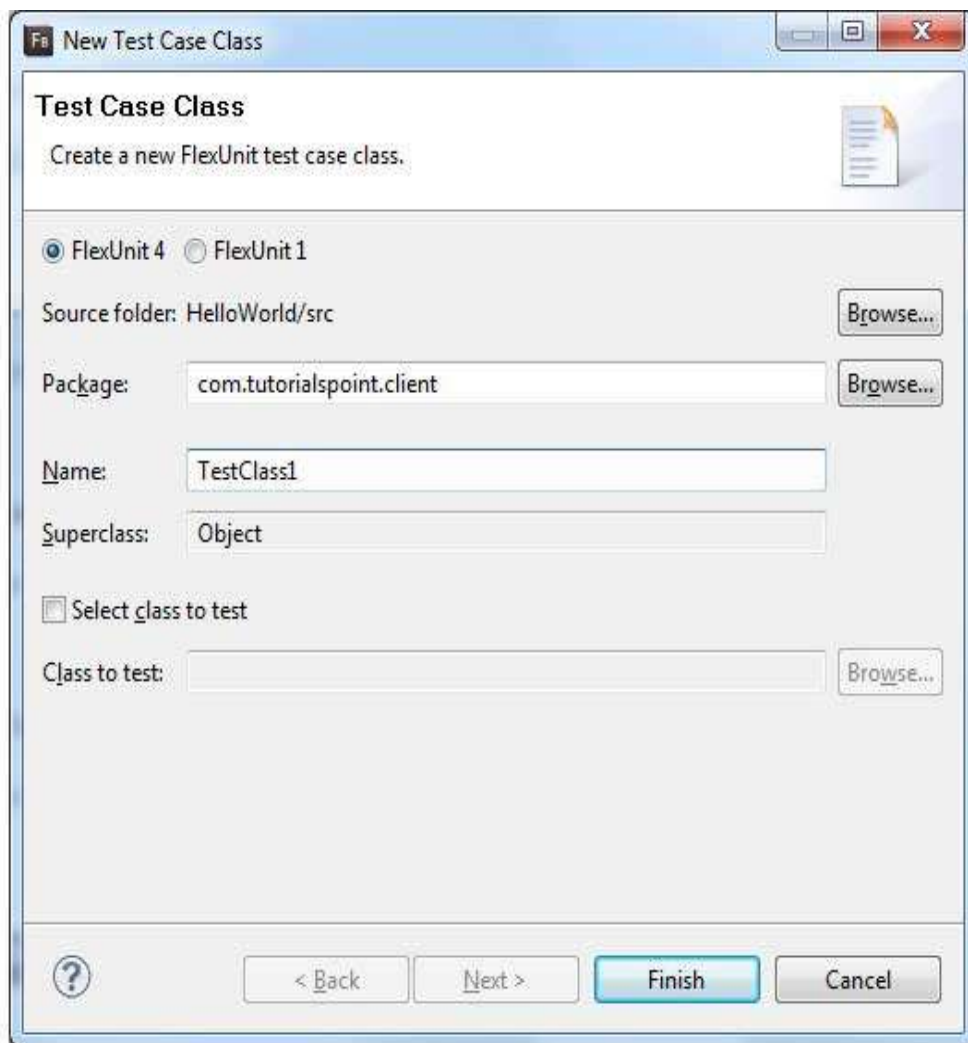 FB New Test Case Class
Test Case Class
Create a new FlexUnit test case class.
FlexUnit 4 FlexUnit 1
Source folder: HelloWorld/src Browse...
Package: com.tutorialspoint.client Browse...
Name: TestClass1
Superclass: Object
Select class to test
Class to test: Browse...
? < Back Next > Finish Cancel